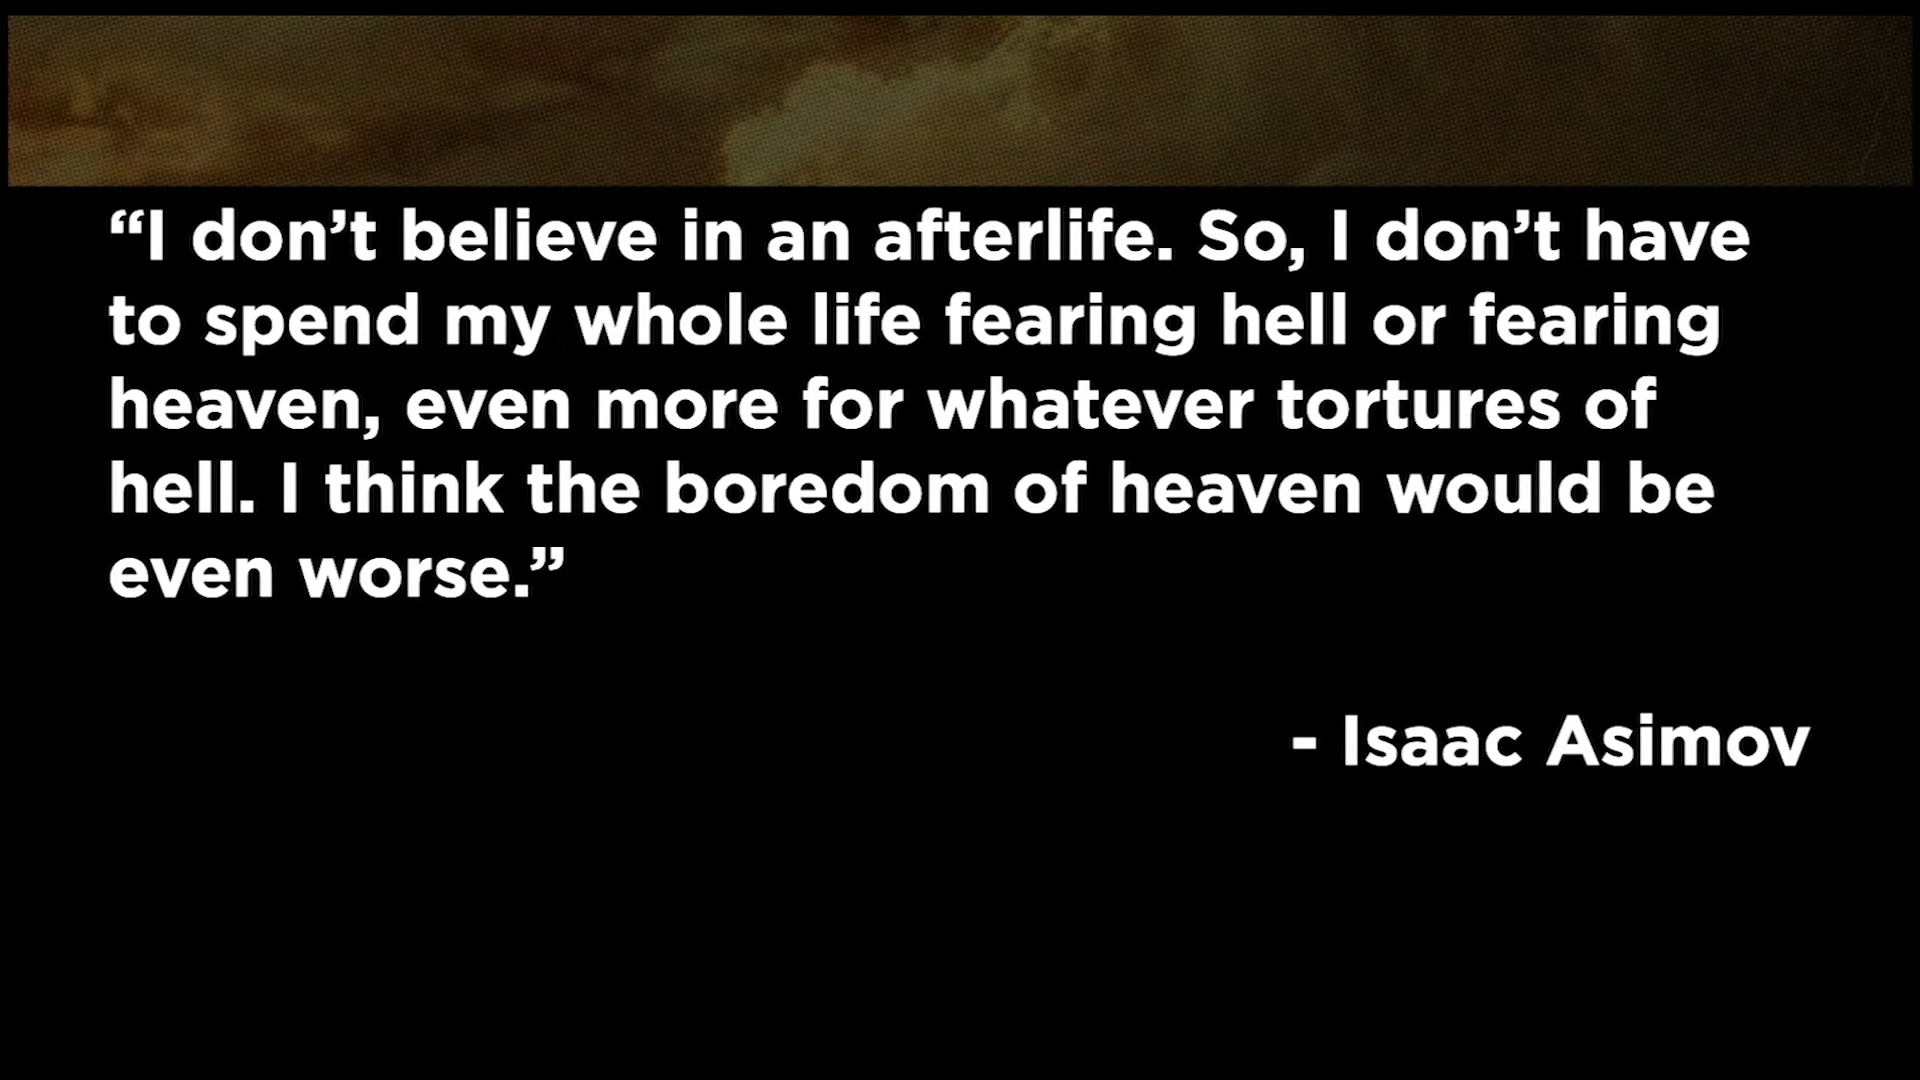 “I don’t believe in an afterlife. So, I don’t have
to spend my whole life fearing hell or fearing
heaven, even more for whatever tortures of
hell. I think the boredom of heaven would be
even worse.”
- Isaac Asimov